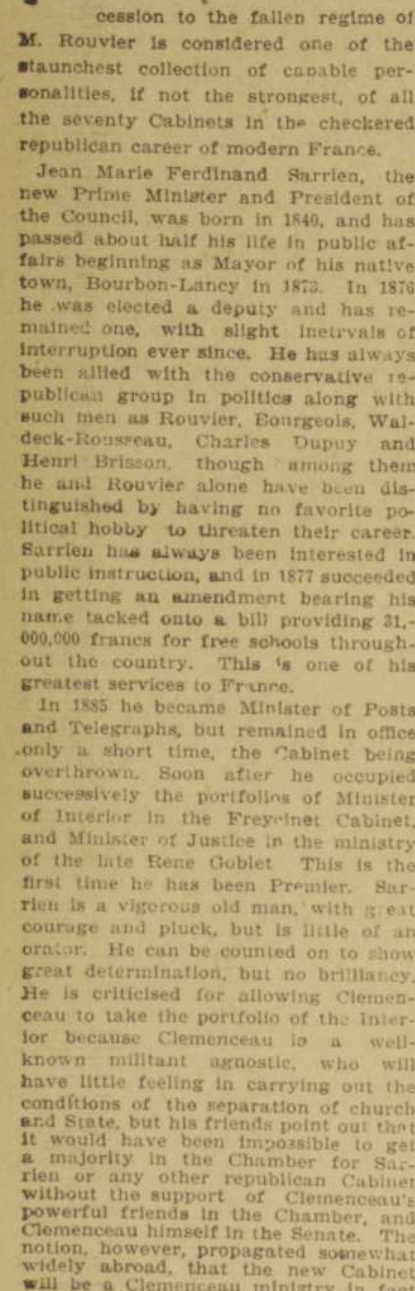 cession to the fallen regime of
M. Rouvier is considered one of the
staunchest collection of capable per-
sonalities, if not the strongest, of all
the seventy Cabinets in the checkered
republican career of modern France.
Jean Marie Ferdinand Sarrien, the
new Prime Minister and President of
the Council, was born in 1840, and has
passed about half his life in public af-
fairs beginning as Mayor of his native
town, Bourbon-Lancy in 1873. In 1876
he was elected a deputy and has re-
mained one, with slight inetrvals of
interruption ever since. He has always
been allied with the conservative re-
publican group in politics along with
such men as Rouvier, Bourgeois, Wal-
deck-Rousseau, Charles Dupuy and
Henri Brisson, though among them
he and Rouvier alone have been dis-
tinguished by having no favorite po-
litical hobby to threaten their career.
Sarrien has always been interested in
public instruction, and in 1877 succeeded
in getting an amendment bearing his
name tacked onto a bill providing 31,-
000,000 francs for free schools through-
out the country. This is one of his
greatest services to France.
In 1885 he became Minister of Posts
and Telegraphs, but remained in office
only a short time, the Cabinet being
overthrown. Soon after he occupied
successively the portfolios of Minister
of Interior in the Freycinet Cabinet,
and Minister of Justice in the ministry
of the late Rene Goblet This is the
first time he has been Premier. Sar-
rien is a vigorous old man, with great
courage and pluck, but is little of an
orator. He can be counted on to show
great determination, but no brilliancy.
He is criticised for allowing Clemen-
ceau to take the portfolio of the Inter-
ior because Clemenceau is a well-
known militant agnostic, who will
have little feeling in carrying out the
conditions of the separation of church
and State, but his friends point out that
it would have been impossible to get
a majority in the Chamber for Sar-
rien or any other republican Cabinet
without the support of Clemenceau's
powerful friends in the Chamber, and
Clemenceau himself in the Senate. The
notion, however, propagated somewhat
widely abroad, that the new Cabinet
will be a Clemenceau ministry in fact